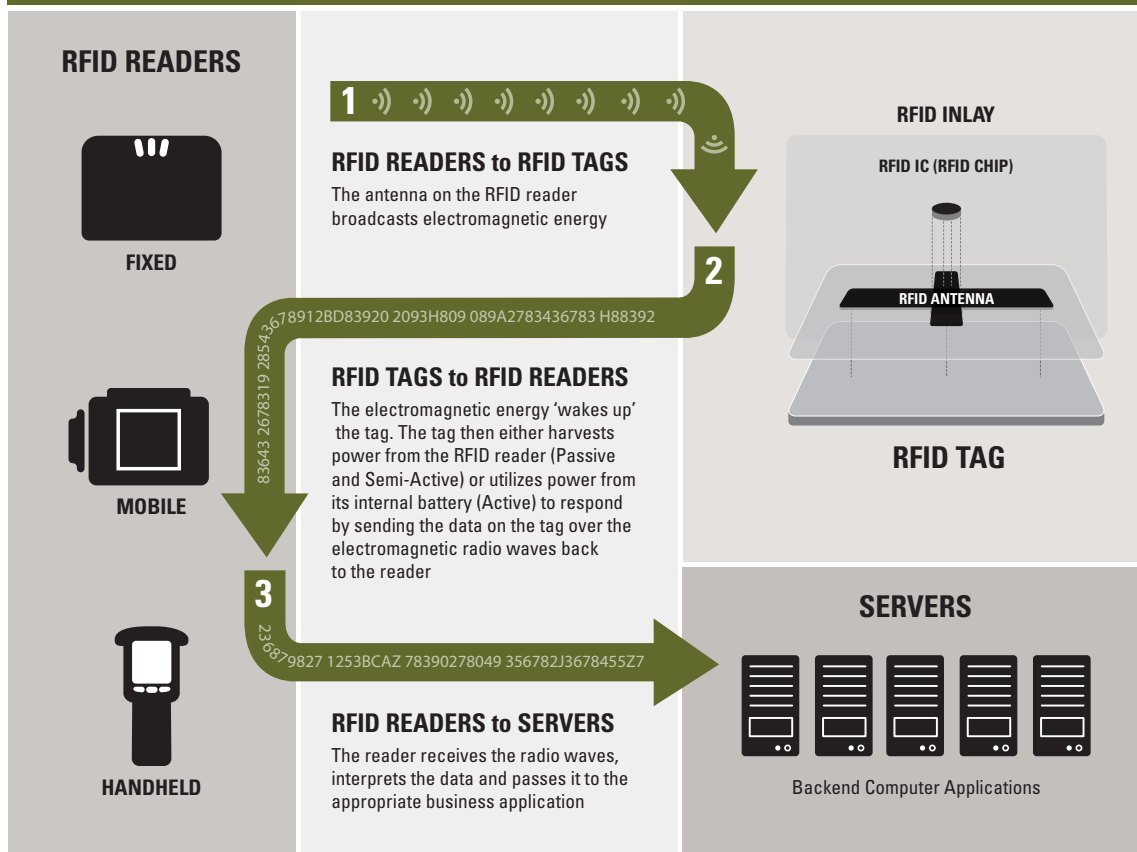 RFID READERS
FIXED
MOBILE
HANDHELD
1
RFID READERS to RFID TAGS
The antenna on the RFID reader
broadcasts electromagnetic energy
2
83643 2678319 28543678912BD83920 2093H809 089A2783436783 H88392
RFID TAGS to RFID READERS
The electromagnetic energy ‘wakes up’
the tag. The tag then either harvests
power from the RFID reader (Passive
and Semi-Active) or utilizes power from
its internal battery (Active) to respond
by sending the data on the tag over the
electromagnetic radio waves back
to the reader
3
236879827 1253BCAZ 78390278049 356782J3678455Z7
RFID READERS to SERVERS
The reader receives the radio waves,
interprets the data and passes it to the
appropriate business application
RFID INLAY
RFID IC (RFID CHIP)
RFID ANTENNA
RFID TAG
SERVERS
Backend Computer Applications